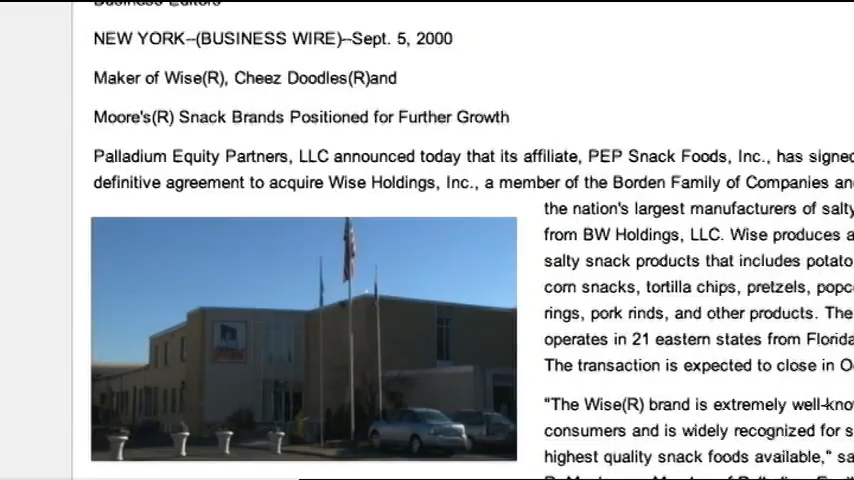 Business Editors
NEW YORK--(BUSINESS WIRE)--Sept. 5, 2000
Maker of Wise(R), Cheez Doodles(R)and
Moore's(R) Snack Brands Positioned for Further Growth
Palladium Equity Partners, LLC announced today that its affiliate, PEP Snack Foods, Inc., has signed
definitive agreement to acquire Wise Holdings, Inc., a member of the Borden Family of Companies an
the nation's largest manufacturers of salty
from BW Holdings, LLC. Wise produces a
salty snack products that includes potato
corn snacks, tortilla chips, pretzels, popc
rings, pork rinds, and other products. The
operates in 21 eastern states from Florida
The transaction is expected to close in O
"The Wise(R) brand is extremely well-kno
consumers and is widely recognized for s
highest quality snack foods available," sa